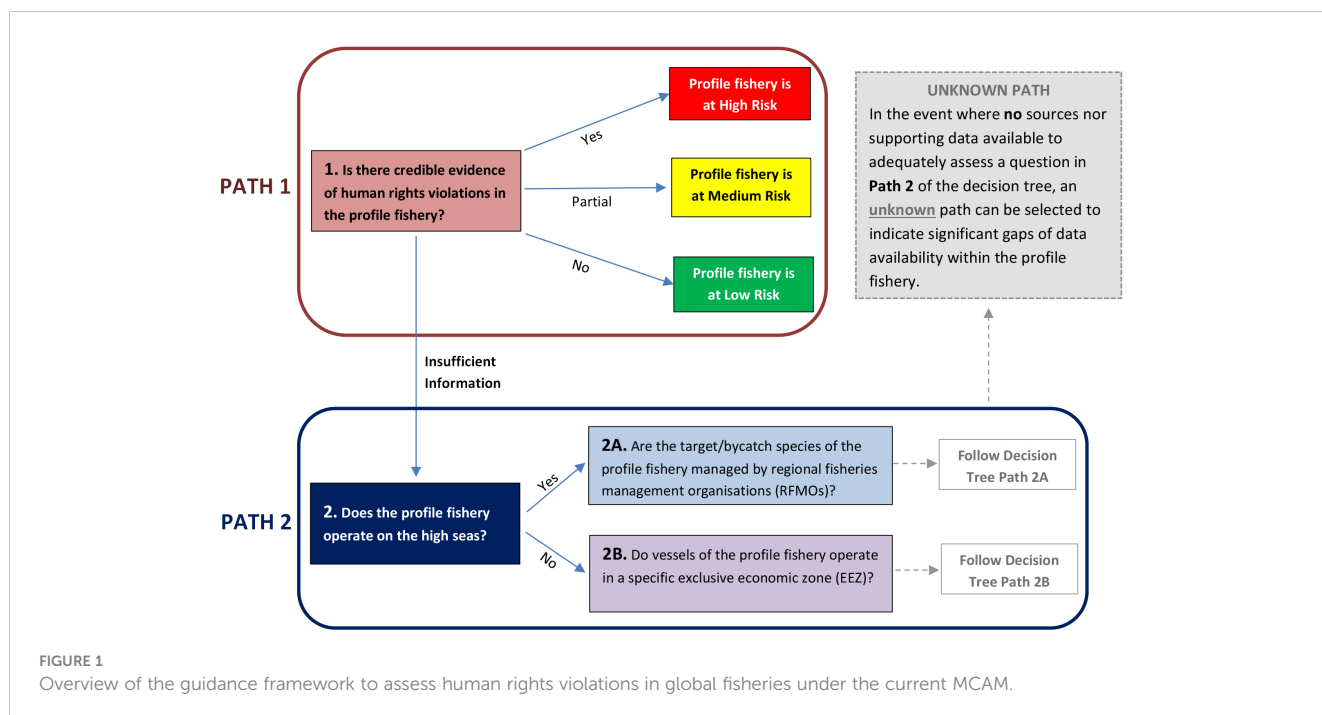 PATH 1
1. Is there credible evidence
of human rights violations in
the profile fishery?
Yes
Partial
No
Profile fishery is
at High Risk
Profile fishery is
at Medium Risk
Profile fishery is
at Low Risk
UNKNOWN PATH
In the event where no sources nor
supporting data available to
adequately assess a question in
Path 2 of the decision tree, an
unknown path can be selected to
indicate significant gaps of data
availability within the profile
fishery.
Insufficient
Information
PATH 2
2. Does the profile fishery
operate on the high seas?
Yes
No
2A. Are the target/bycatch species of the
profile fishery managed by regional fisheries
management organisations (RFMOs)?
Follow Decision
Tree Path 2A
2B. Do vessels of the profile fishery operate
in a specific exclusive economic zone (EEZ)?
Follow Decision
Tree Path 2B
FIGURE 1
Overview of the guidance framework to assess human rights violations in global fisheries under the current MCAM.